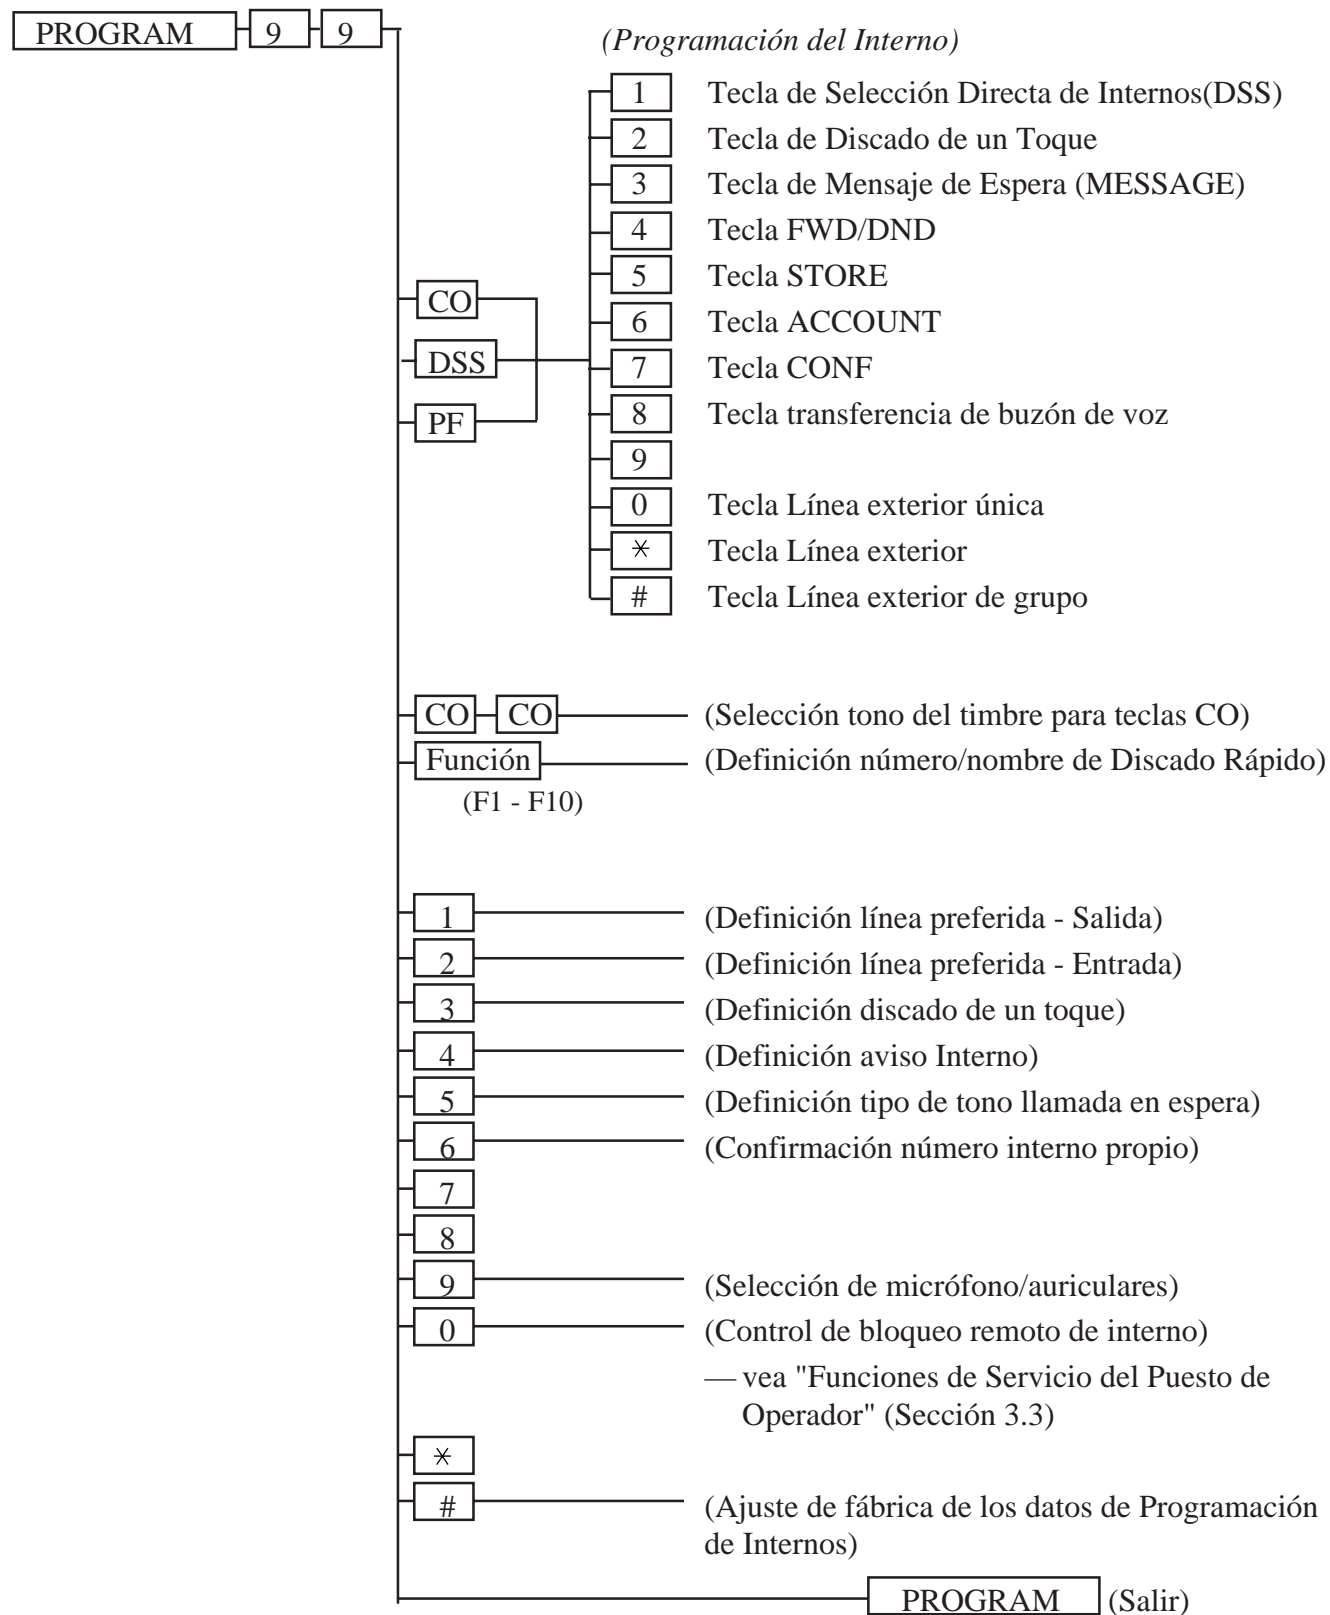 PROGRAM 9 9
(Programación del Interno)
1 Tecla de Selección Directa de Internos(DSS)
2 Tecla de Discado de un Toque
3 Tecla de Mensaje de Espera (MESSAGE)
4 Tecla FWD/DND
5 Tecla STORE
CO
6 Tecla ACCOUNT
DSS
7 Tecla CONF
PF
8 Tecla transferencia de buzón de voz
9
0 Tecla Línea exterior única
* Tecla Línea exterior
# Tecla Línea exterior de grupo
CO CO (Selección tono del timbre para teclas CO)
Función (Definición número/nombre de Discado Rápido)
(F1 - F10)
1 (Definición línea preferida - Salida)
2 (Definición línea preferida - Entrada)
3 (Definición discado de un toque)
4 (Definición aviso Interno)
5 (Definición tipo de tono llamada en espera)
6 (Confirmación número interno propio)
7
8
9 (Selección de micrófono/auriculares)
0 (Control de bloqueo remoto de interno)
— vea "Funciones de Servicio del Puesto de
Operador" (Sección 3.3)
*
# (Ajuste de fábrica de los datos de Programación
de Internos)
PROGRAM (Salir)